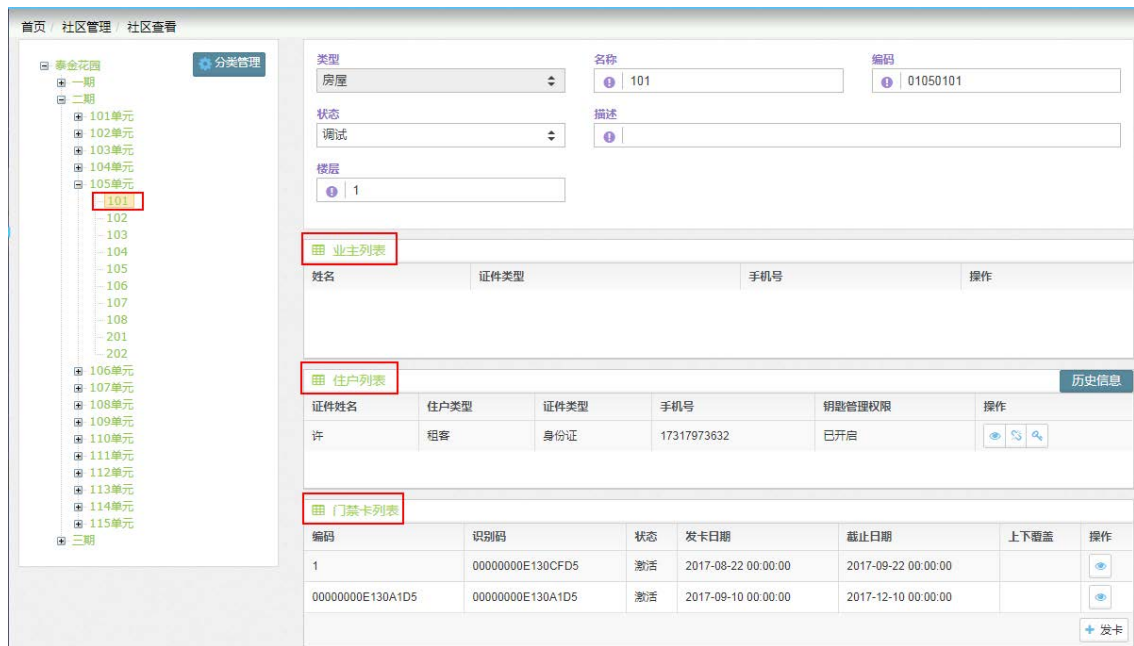 首页 / 社区管理 / 社区查看
泰金花园
分类管理
一期
二期
101单元
102单元
103单元
104单元
105单元
101
102
103
104
105
106
107
108
201
202
106单元
107单元
108单元
109单元
110单元
111单元
112单元
113单元
114单元
115单元
三期
类型 名称 编码
房屋 101 01050101
状态 描述
调试
楼层
1
业主列表
姓名 证件类型 手机号 操作
住户列表 历史信息
证件姓名 住户类型 证件类型 手机号 钥匙管理权限 操作
许 租客 身份证 17317973632 已开启
门禁卡列表
编码 识别码 状态 发卡日期 截止日期 上下覆盖 操作
1 00000000E130CFD5 激活 2017-08-22 00:00:00 2017-09-22 00:00:00
00000000E130A1D5 00000000E130A1D5 激活 2017-09-10 00:00:00 2017-12-10 00:00:00
+ 发卡